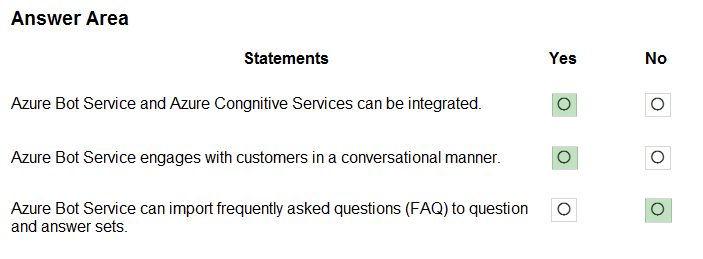 Answer Area
Statements Yes No
Azure Bot Service and Azure Congnitive Services can be integrated.
Azure Bot Service engages with customers in a conversational manner.
Azure Bot Service can import frequently asked questions (FAQ) to question
and answer sets.